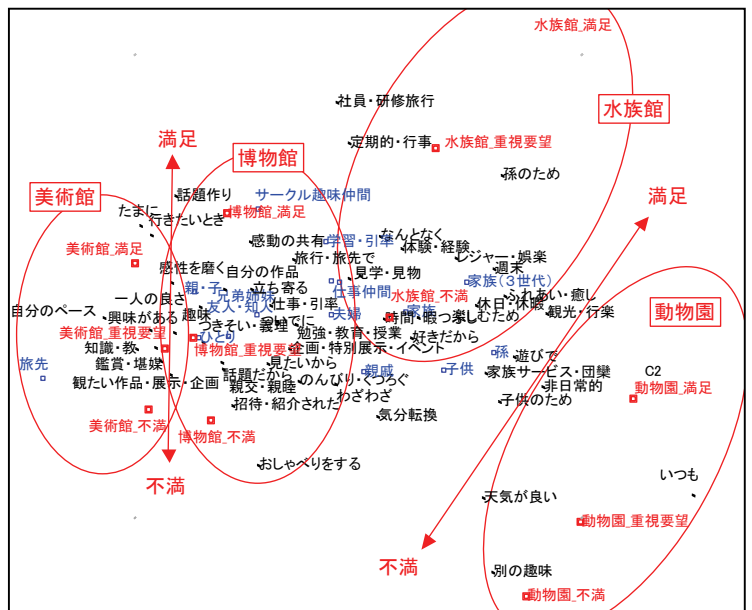 水族館_満足
社員・研修旅行
水族館
定期的・行事
水族館_重視要望
満足
博物館
孫のため
美術館
話題作り
サークル趣味仲間
満足
たまに
行きたいとき
博物館_満足
感動の共有
学習・引率
なんとなく
体験・経験
美術館_満足
旅行・旅先で
レジャー・娯楽
感性を磨く
自分の作品
見学・見物
週末
親・子
立ち寄る
仕事仲間
家族(3世代)
一人の良さ
兄弟姉妹
水族館_不満
ふれあい・癒し
動物園
自分のペース
興味がある
趣味
友人・知人
仕事・引率
夫婦
時間・暇つぶし
家族
楽しむため
休日・休暇
観光・行楽
美術館_重視要望
つきそい・義理
ついでに
ひとり
勉強・教育・授業
好きだから
知識・教
博物館_重視要望
企画・特別展示・イベント
孫
遊びで
旅先
鑑賞・堪能
見たいから
親戚
子供
家族サービス・団欒
C2
観たい作品・展示・企画
話題だから
のんびり・くつろぐ
非日常的
動物園_満足
親交・親睦
わざわざ
子供のため
美術館_不満
招待・紹介された
気分転換
博物館_不満
おしゃべりをする
いつも
不満
天気が良い
動物園_重視要望
不満
別の趣味
動物園_不満